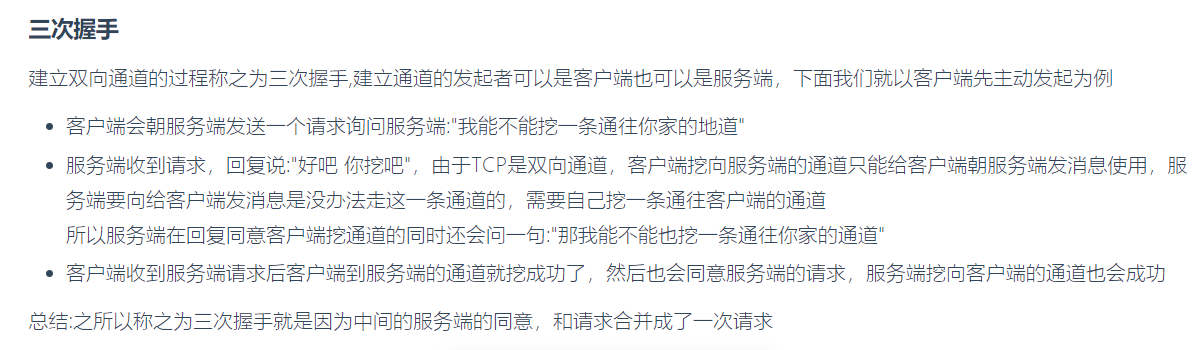 三次握手
建立双向通道的过程称之为三次握手,建立通道的发起者可以是客户端也可以是服务端，下面我们就以客户端先主动发起为例
客户端会朝服务端发送一个请求询问服务端:"我能不能挖一条通往你家的地道"
服务端收到请求，回复说:"好吧 你挖吧"，由于TCP是双向通道，客户端挖向服务端的通道只能给客户端朝服务端发消息使用，服
务端要向给客户端发消息是没办法走这一条通道的，需要自己挖一条通往客户端的通道
所以服务端在回复同意客户端挖通道的同时还会问一句:"那我能不能也挖一条通往你家的通道"
客户端收到服务端请求后客户端到服务端的通道就挖成功了，然后也会同意服务端的请求，服务端挖向客户端的通道也会成功
总结:之所以称之为三次握手就是因为中间的服务端的同意，和请求合并成了一次请求